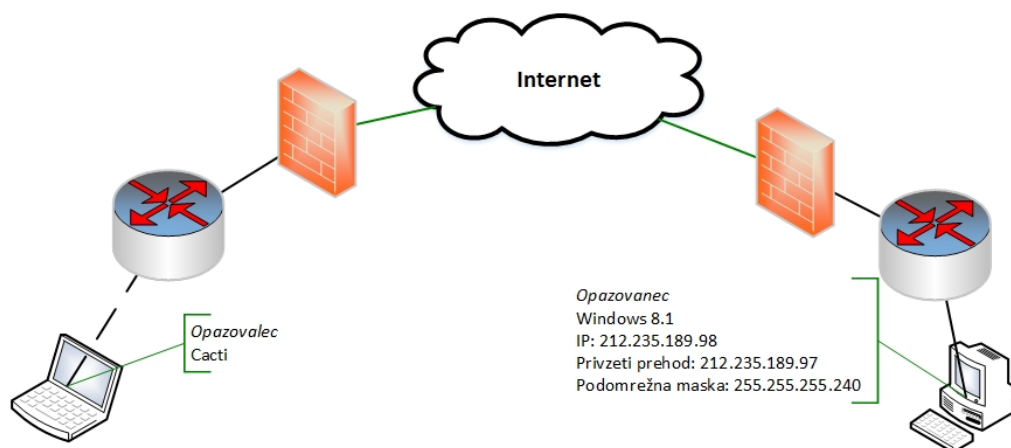 Internet
Opazovalec
Cacti
Opazovanec
Windows 8.1
IP: 212.235.189.98
Privzeti prehod: 212.235.189.97
Podomrežna maska: 255.255.255.240